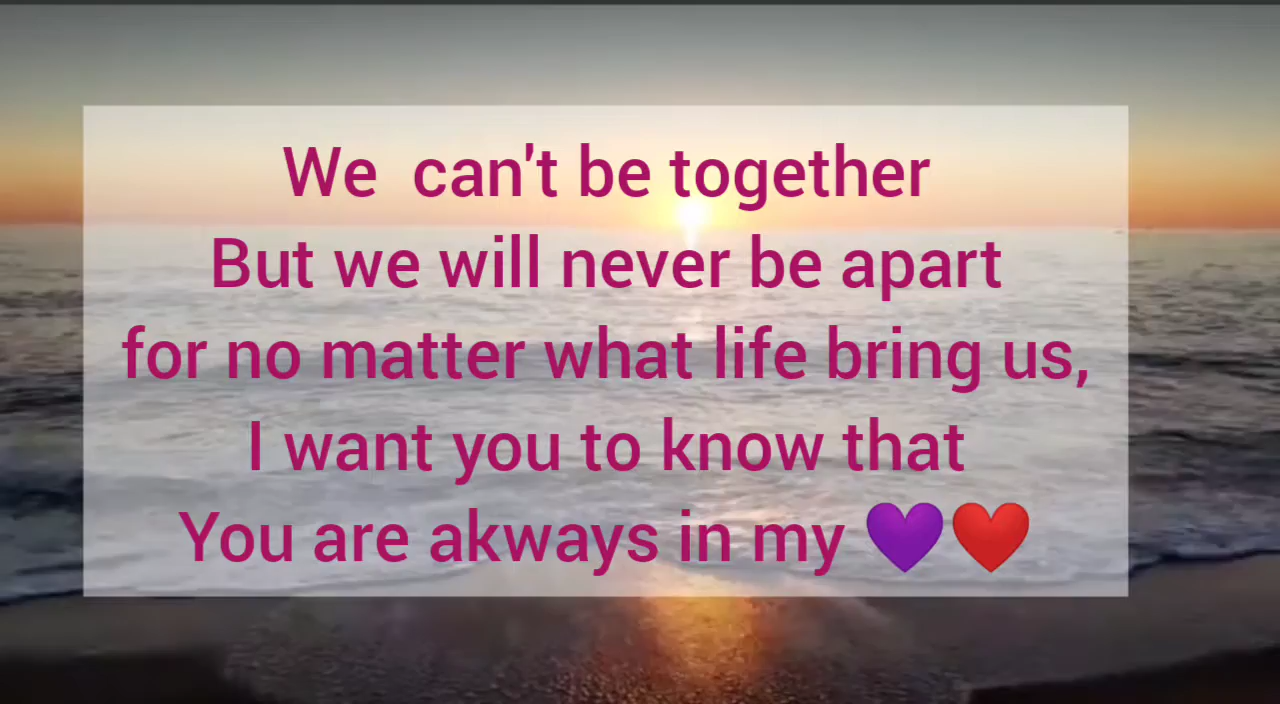 We  can't be together
But we will never be apart
for no matter what life bring us,
I want you to know that
You are akways in my 💜❤️